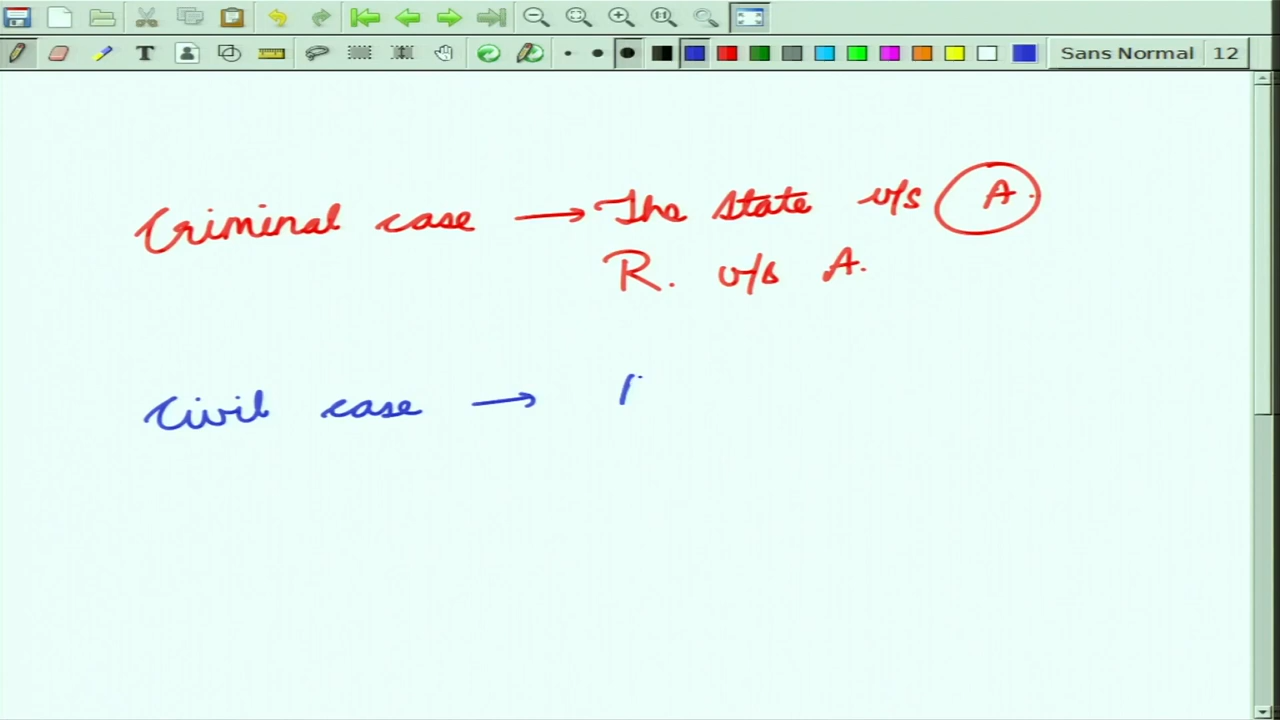 Sans Normal 12
Criminal case → The State v/s A.
R. v/s A.
Civil case →